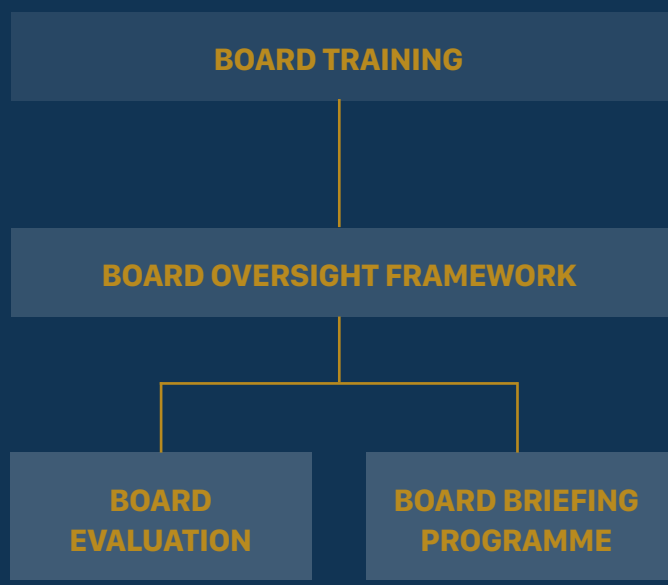 BOARD TRAINING
BOARD OVERSIGHT FRAMEWORK
BOARD
EVALUATION
BOARD BRIEFING
PROGRAMME